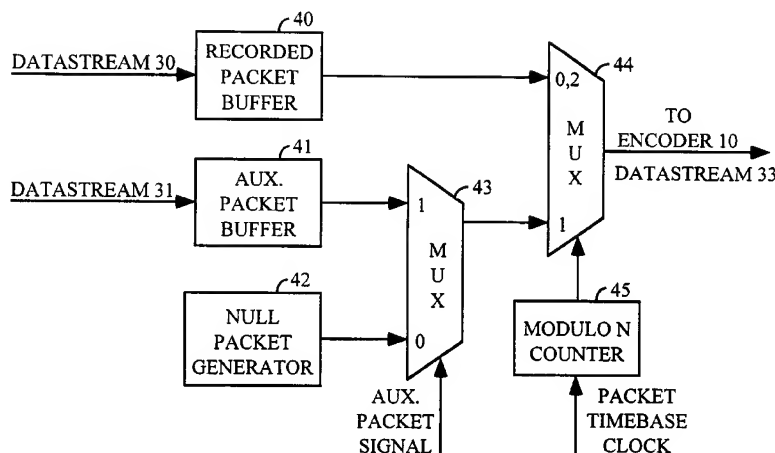 40
DATASTREAM 30
RECORDED
PACKET
BUFFER
44
0,2
M
U
X
1
TO
ENCODER 10
DATASTREAM 33
41
DATASTREAM 31
AUX.
PACKET
BUFFER
43
1
M
U
X
0
42
NULL
PACKET
GENERATOR
45
MODULO N
COUNTER
AUX.
PACKET
SIGNAL
PACKET
TIMEBASE
CLOCK